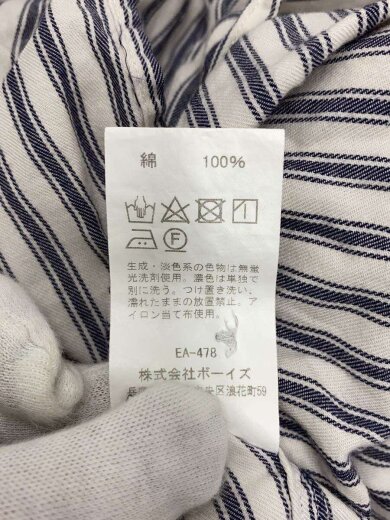 綿 100%
F
生成・淡色系の色物は無蛍
光洗剤使用。濃色は単独で
別に洗う。つけ置き洗い、
濡れたままの放置禁止。ア
イロン当て布使用。
EA-478
株式会社ボーイズ
央区浪花町59